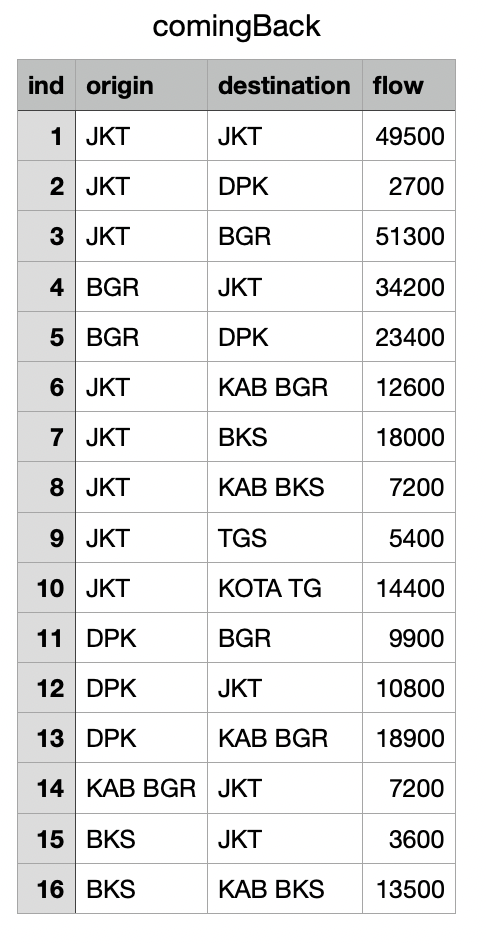 comingBack
ind origin destination flow
1 JKT JKT 49500
2 JKT DPK 2700
3 JKT BGR 51300
4 BGR JKT 34200
5 BGR DPK 23400
6 JKT KAB BGR 12600
7 JKT BKS 18000
8 JKT KAB BKS 7200
9 JKT TGS 5400
10 JKT KOTA TG 14400
11 DPK BGR 9900
12 DPK JKT 10800
13 DPK KAB BGR 18900
14 KAB BGR JKT 7200
15 BKS JKT 3600
16 BKS KAB BKS 13500